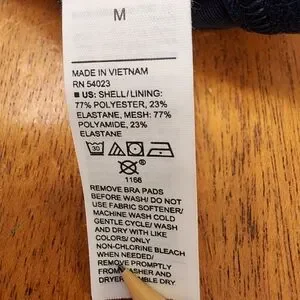 M
MADE IN VIETNAM
RN 54023
■ US: SHELL/LINING:
77% POLYESTER, 23%
ELASTANE, MESH: 77%
POLYAMIDE, 23%
ELASTANE
30
®
1166
REMOVE BRA PADS
BEFORE WASH/ DO NOT
USE FABRIC SOFTENER/
MACHINE WASH COLD
GENTLE CYCLE/ WASH
AND DRY WITH LIKE
COLORS/ ONLY
NON-CHLORINE BLEACH
WHEN NEEDED/
REMOVE PROMPTLY
FROM WASHER AND
DRYER DRY